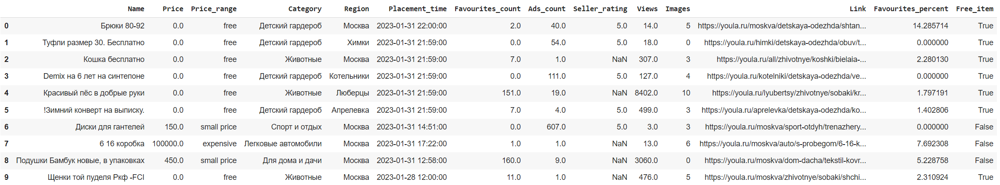 Name Price Price_range Category Region Placement_time Favourites_count Ads_count Seller_rating Views Images Link Favourites_percent Free_item
0 Брюки 80-92 0.0 free Детский гардероб Москва 2023-01-31 22:00:00 2.0 40.0 5.0 14.0 5 https://youla.ru/moskva/detskaya-odezhda/shtan... 14.285714 True
1 Туфли размер 30. Бесплатно 0.0 free Детский гардероб Химки 2023-01-31 21:59:00 0.0 54.0 5.0 18.0 0 https://youla.ru/himki/detskaya-odezhda/obuv/t... 0.000000 True
2 Кошка бесплатно 0.0 free Животные Москва 2023-01-31 21:59:00 7.0 1.0 NaN 307.0 3 https://youla.ru/all/zhivotnye/koshki/bielaia-... 2.280130 True
3 Demix на 6 лет на синтепоне 0.0 free Детский гардероб Котельники 2023-01-31 21:59:00 0.0 111.0 5.0 127.0 4 https://youla.ru/kotelniki/detskaya-odezhda/ve... 0.000000 True
4 Красивый пёс в добрые руки 0.0 free Животные Люберцы 2023-01-31 21:59:00 151.0 19.0 NaN 8402.0 10 https://youla.ru/lyubertsy/zhivotnye/sobaki/kr... 1.797191 True
5 !Зимний конверт на выписку. 0.0 free Детский гардероб Апрелевка 2023-01-31 21:59:00 7.0 4.0 5.0 499.0 3 https://youla.ru/aprelevka/detskaya-odezhda/ko... 1.402806 True
6 Диски для гантелей 150.0 small price Спорт и отдых Москва 2023-01-31 14:51:00 0.0 607.0 5.0 3.0 3 https://youla.ru/moskva/sport-otdyh/trenazhery... 0.000000 False
7 6 16 коробка 100000.0 expensive Легковые автомобили Москва 2023-01-31 17:22:00 1.0 1.0 NaN 13.0 6 https://youla.ru/moskva/auto/s-probegom/6-16-k... 7.692308 False
8 Подушки Бамбук новые, в упаковках 450.0 small price Для дома и дачи Москва 2023-01-31 12:58:00 160.0 9.0 NaN 3060.0 0 https://youla.ru/moskva/dom-dacha/tekstil-kovr... 5.228758 False
9 Щенки той пуделя Ркф -FCI 0.0 free Животные Москва 2023-01-28 12:00:00 11.0 1.0 NaN 476.0 5 https://youla.ru/moskva/zhivotnye/sobaki/shchi... 2.310924 True